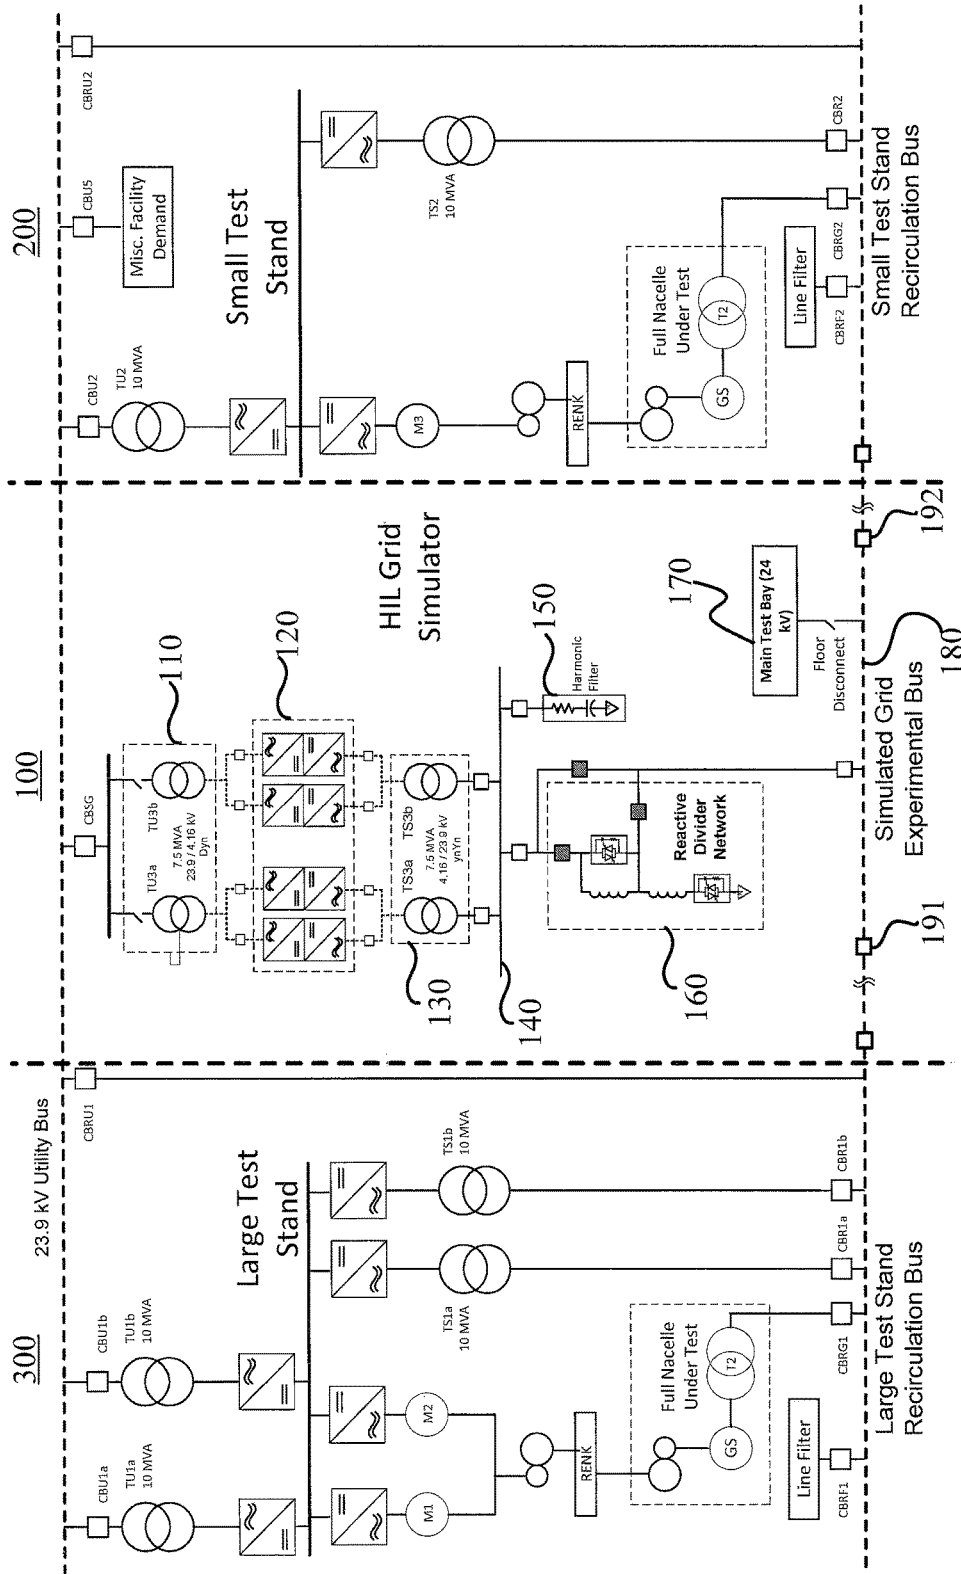 300
100
200
23.9 kV Utility Bus
CBU1a
TU1a
10 MVA
CBU1b
TU1b
10 MVA
CBRU1
Large Test
Stand
M1
M2
TS1a
10 MVA
TS1b
10 MVA
RENK
Full Nacelle
Under Test
GS
T2
Line Filter
CBRF1
CBRG1
CBR1a
CBR1b
Large Test Stand
Recirculation Bus
CBSG
TU3a
TU3b
7.5 MVA
23.9 / 4.16 kV
Dyn
110
120
HIL Grid
Simulator
TS3a
TS3b
7.5 MVA
4.16 / 23.9 kV
ynYn
130
140
150
Harmonic
Filter
Reactive
Divider
Network
160
170
Main Test Bay (24
kV)
Floor
Disconnect
180
191
192
Simulated Grid
Experimental Bus
CBU2
TU2
10 MVA
CBU5
Misc. Facility
Demand
CBRU2
Small Test
Stand
M3
TS2
10 MVA
RENK
Full Nacelle
Under Test
GS
T2
Line Filter
CBRF2
CBRG2
CBR2
Small Test Stand
Recirculation Bus